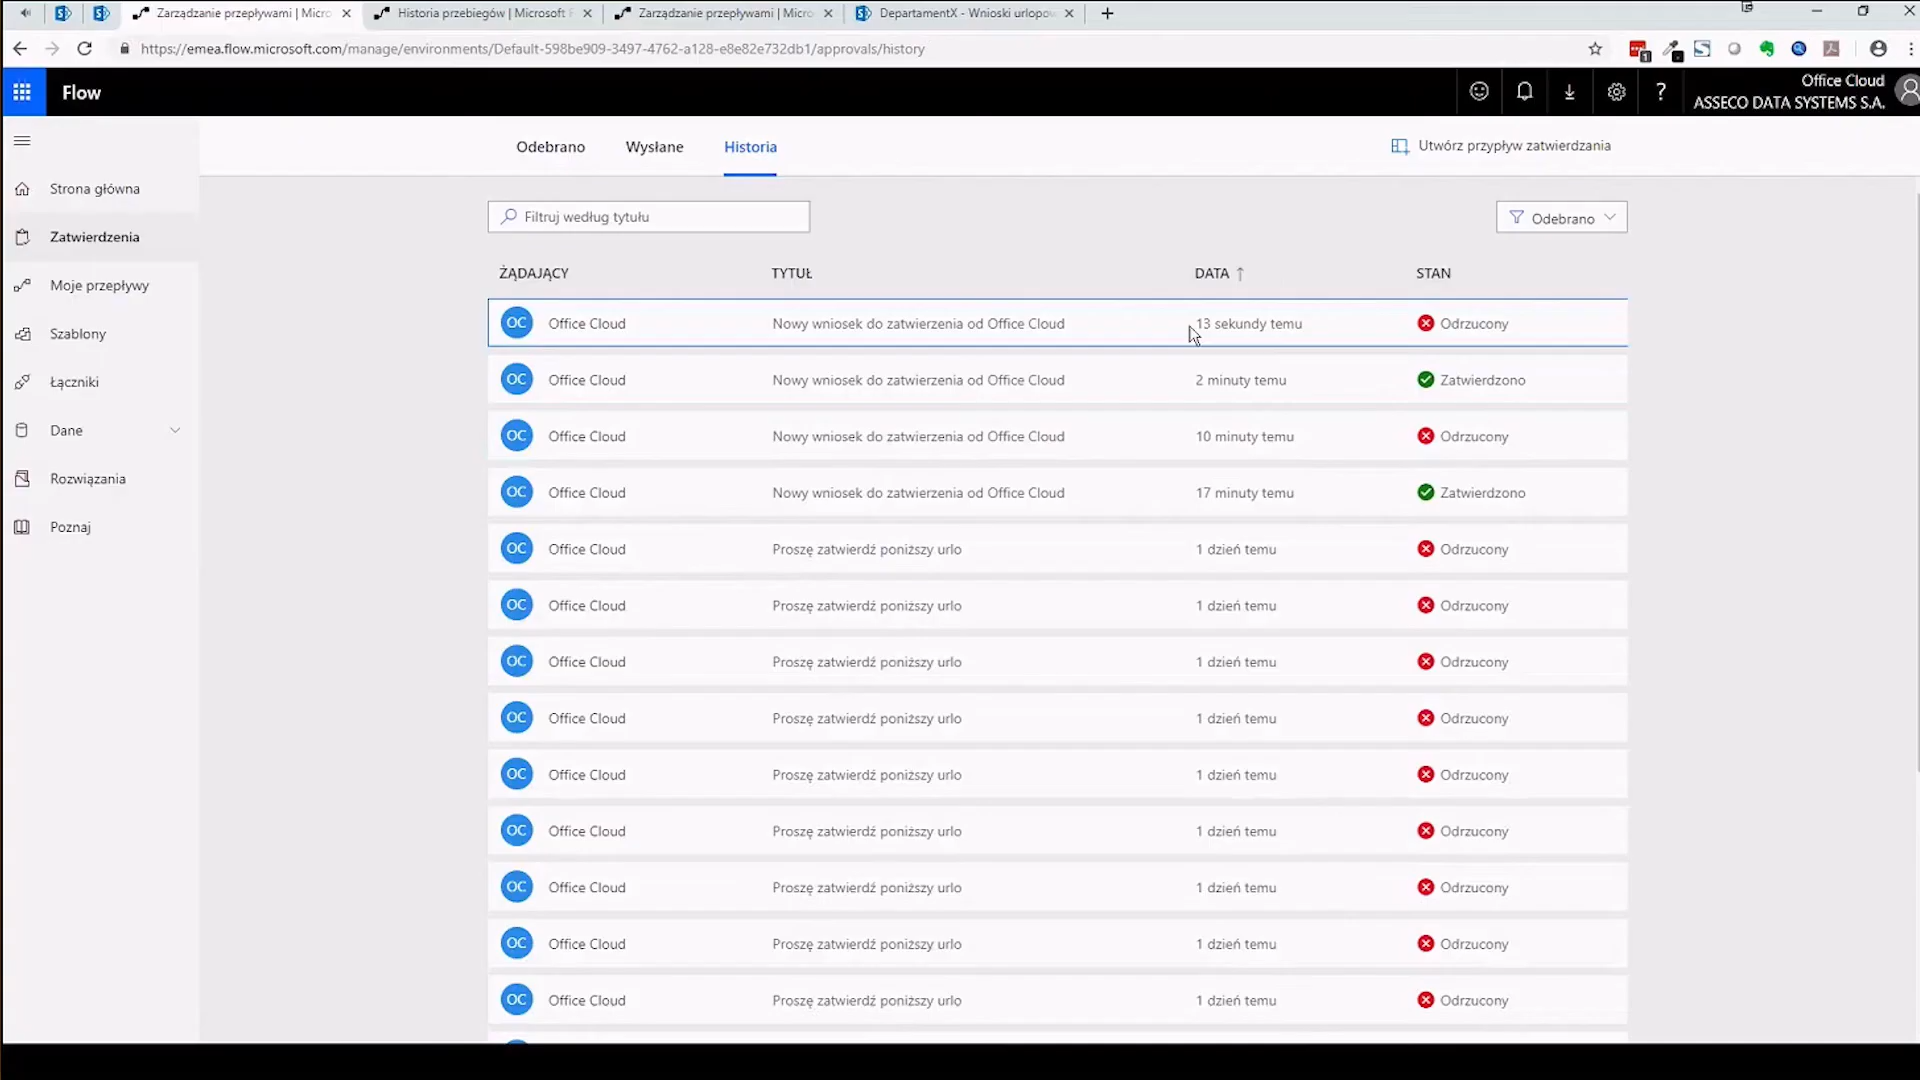 Zarządzanie przepływami | Micro
Historia przebiegów | Microsoft F
Zarządzanie przepływami | Micro
DepartamentX - Wnioski urlopow
https://emea.flow.microsoft.com/manage/environments/Default-598be909-3497-4762-a128-e8e82e732db1/approvals/history
Flow
?
Office Cloud
ASSECO DATA SYSTEMS S.A.
Odebrano
Wysłane
Historia
Utwórz przypływ zatwierdzania
Strona główna
Zatwierdzenia
Moje przepływy
Szablony
Łączniki
Dane
Rozwiązania
Poznaj
Filtruj według tytułu
Odebrano
ŻĄDAJĄCY TYTUŁ DATA ↑ STAN
OC Office Cloud Nowy wniosek do zatwierzenia od Office Cloud 13 sekundy temu Odrzucony
OC Office Cloud Nowy wniosek do zatwierzenia od Office Cloud 2 minuty temu Zatwierdzono
OC Office Cloud Nowy wniosek do zatwierzenia od Office Cloud 10 minuty temu Odrzucony
OC Office Cloud Nowy wniosek do zatwierzenia od Office Cloud 17 minuty temu Zatwierdzono
OC Office Cloud Proszę zatwierdź poniższy urlo 1 dzień temu Odrzucony
OC Office Cloud Proszę zatwierdź poniższy urlo 1 dzień temu Odrzucony
OC Office Cloud Proszę zatwierdź poniższy urlo 1 dzień temu Odrzucony
OC Office Cloud Proszę zatwierdź poniższy urlo 1 dzień temu Odrzucony
OC Office Cloud Proszę zatwierdź poniższy urlo 1 dzień temu Odrzucony
OC Office Cloud Proszę zatwierdź poniższy urlo 1 dzień temu Odrzucony
OC Office Cloud Proszę zatwierdź poniższy urlo 1 dzień temu Odrzucony
OC Office Cloud Proszę zatwierdź poniższy urlo 1 dzień temu Odrzucony
OC Office Cloud Proszę zatwierdź poniższy urlo 1 dzień temu Odrzucony